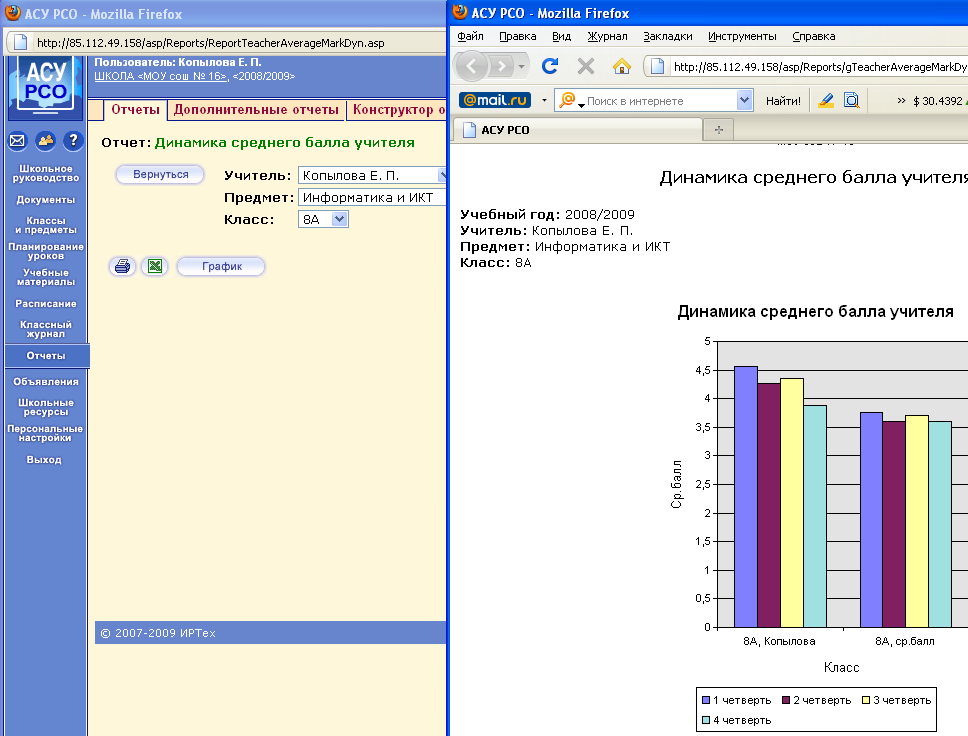 АСУ РСО - Mozilla Firefox
http://85.112.49.158/asp/Reports/ReportTeacherAverageMarkDyn.asp
АСУ
РСО
Пользователь: Копылова Е. П.
ШКОЛА <МОУ сош № 16>, <2008/2009>
Отчеты Дополнительные отчеты Конструктор о
Школьное
руководство
Документы
Классы
и предметы
Планирование
уроков
Учебные
материалы
Расписание
Классный
журнал
Отчеты
Объявления
Школьные
ресурсы
Персональные
настройки
Выход
Отчет: Динамика среднего балла учителя
Вернуться
Учитель: Копылова Е. П.
Предмет: Информатика и ИКТ
Класс: 8А
График
© 2007-2009 ИРТех
АСУ РСО - Mozilla Firefox
Файл Правка Вид Журнал Закладки Инструменты Справка
http://85.112.49.158/asp/Reports/gTeacherAverageMarkDy
@mail.ru Поиск в интернете Найти! » $ 30.4392
АСУ РСО
Динамика среднего балла учителя
Учебный год: 2008/2009
Учитель: Копылова Е. П.
Предмет: Информатика и ИКТ
Класс: 8А
Динамика среднего балла учителя
5
4,5
4
3,5
3
2,5
2
1,5
1
0,5
0
Ср.балл
8А, Копылова 8А, ср.балл
Класс
1 четверть 2 четверть 3 четверть
4 четверть